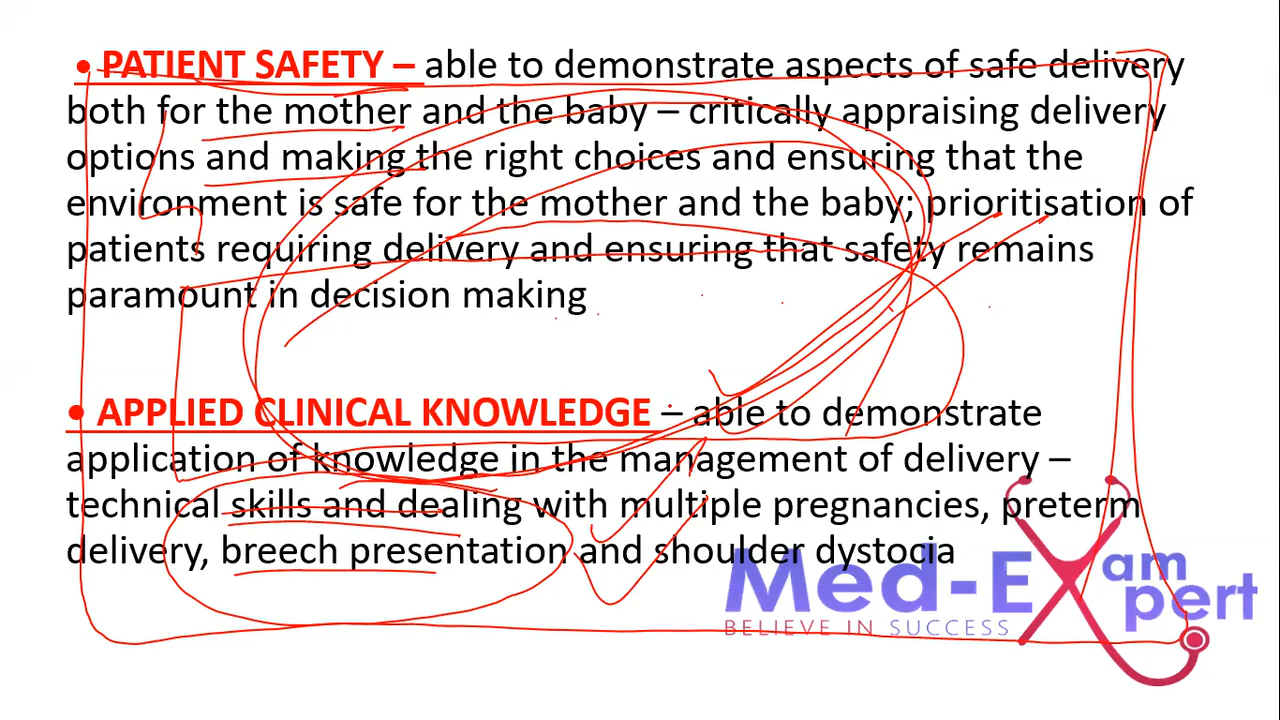 • PATIENT SAFETY – able to demonstrate aspects of safe delivery
both for the mother and the baby – critically appraising delivery
options and making the right choices and ensuring that the
environment is safe for the mother and the baby; prioritisation of
patients requiring delivery and ensuring that safety remains
paramount in decision making
• APPLIED CLINICAL KNOWLEDGE – able to demonstrate
application of knowledge in the management of delivery –
technical skills and dealing with multiple pregnancies, preterm
delivery, breech presentation and shoulder dystocia
Med-Exam
Expert
BELIEVE IN SUCCESS